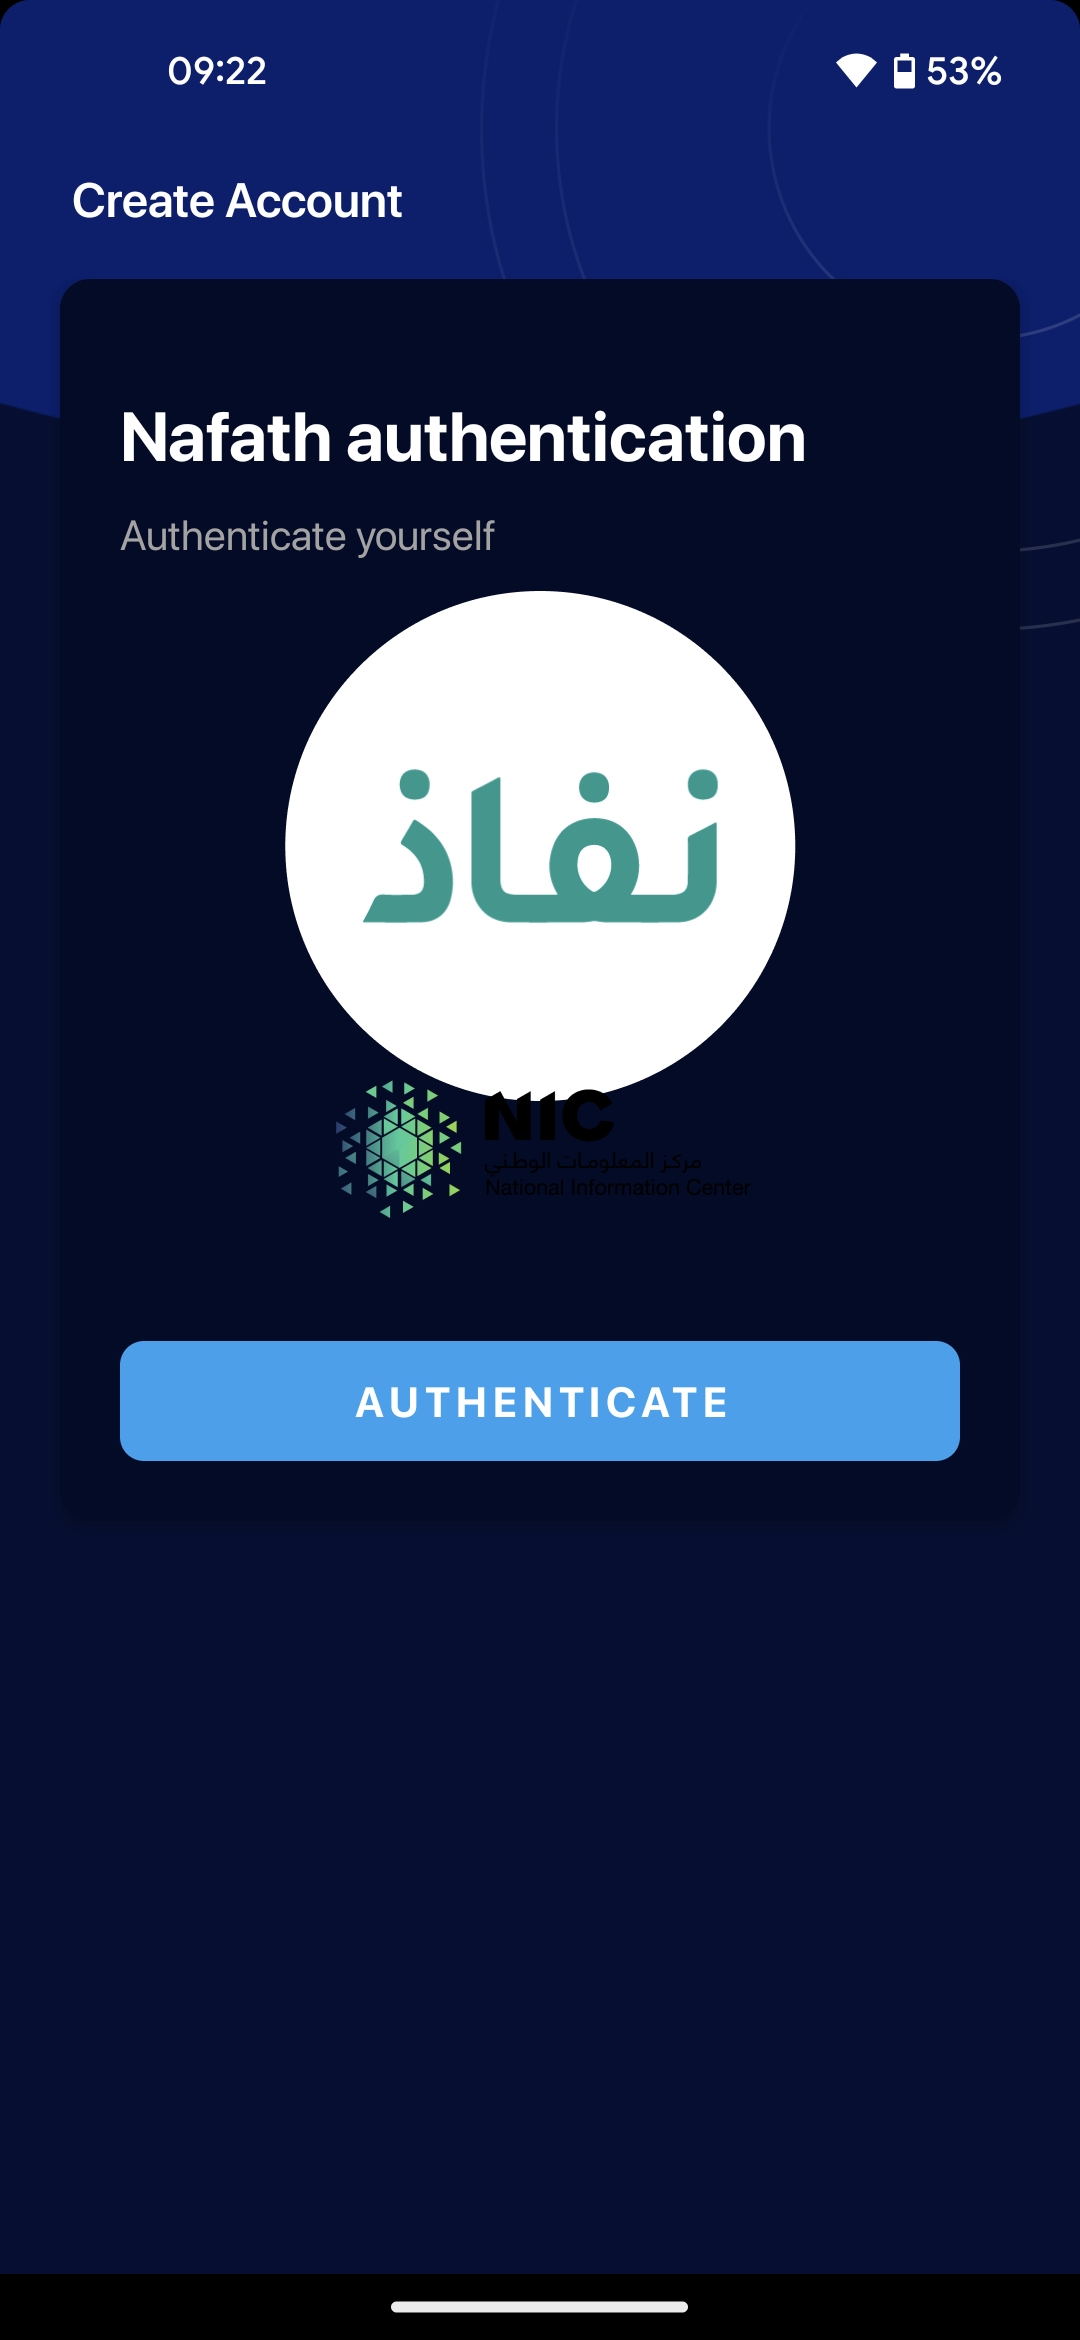 09:22
53%
Create Account
Nafath authentication
Authenticate yourself
نفاذ
NIC
مركز المعلومات الوطني
National Information Center
AUTHENTICATE